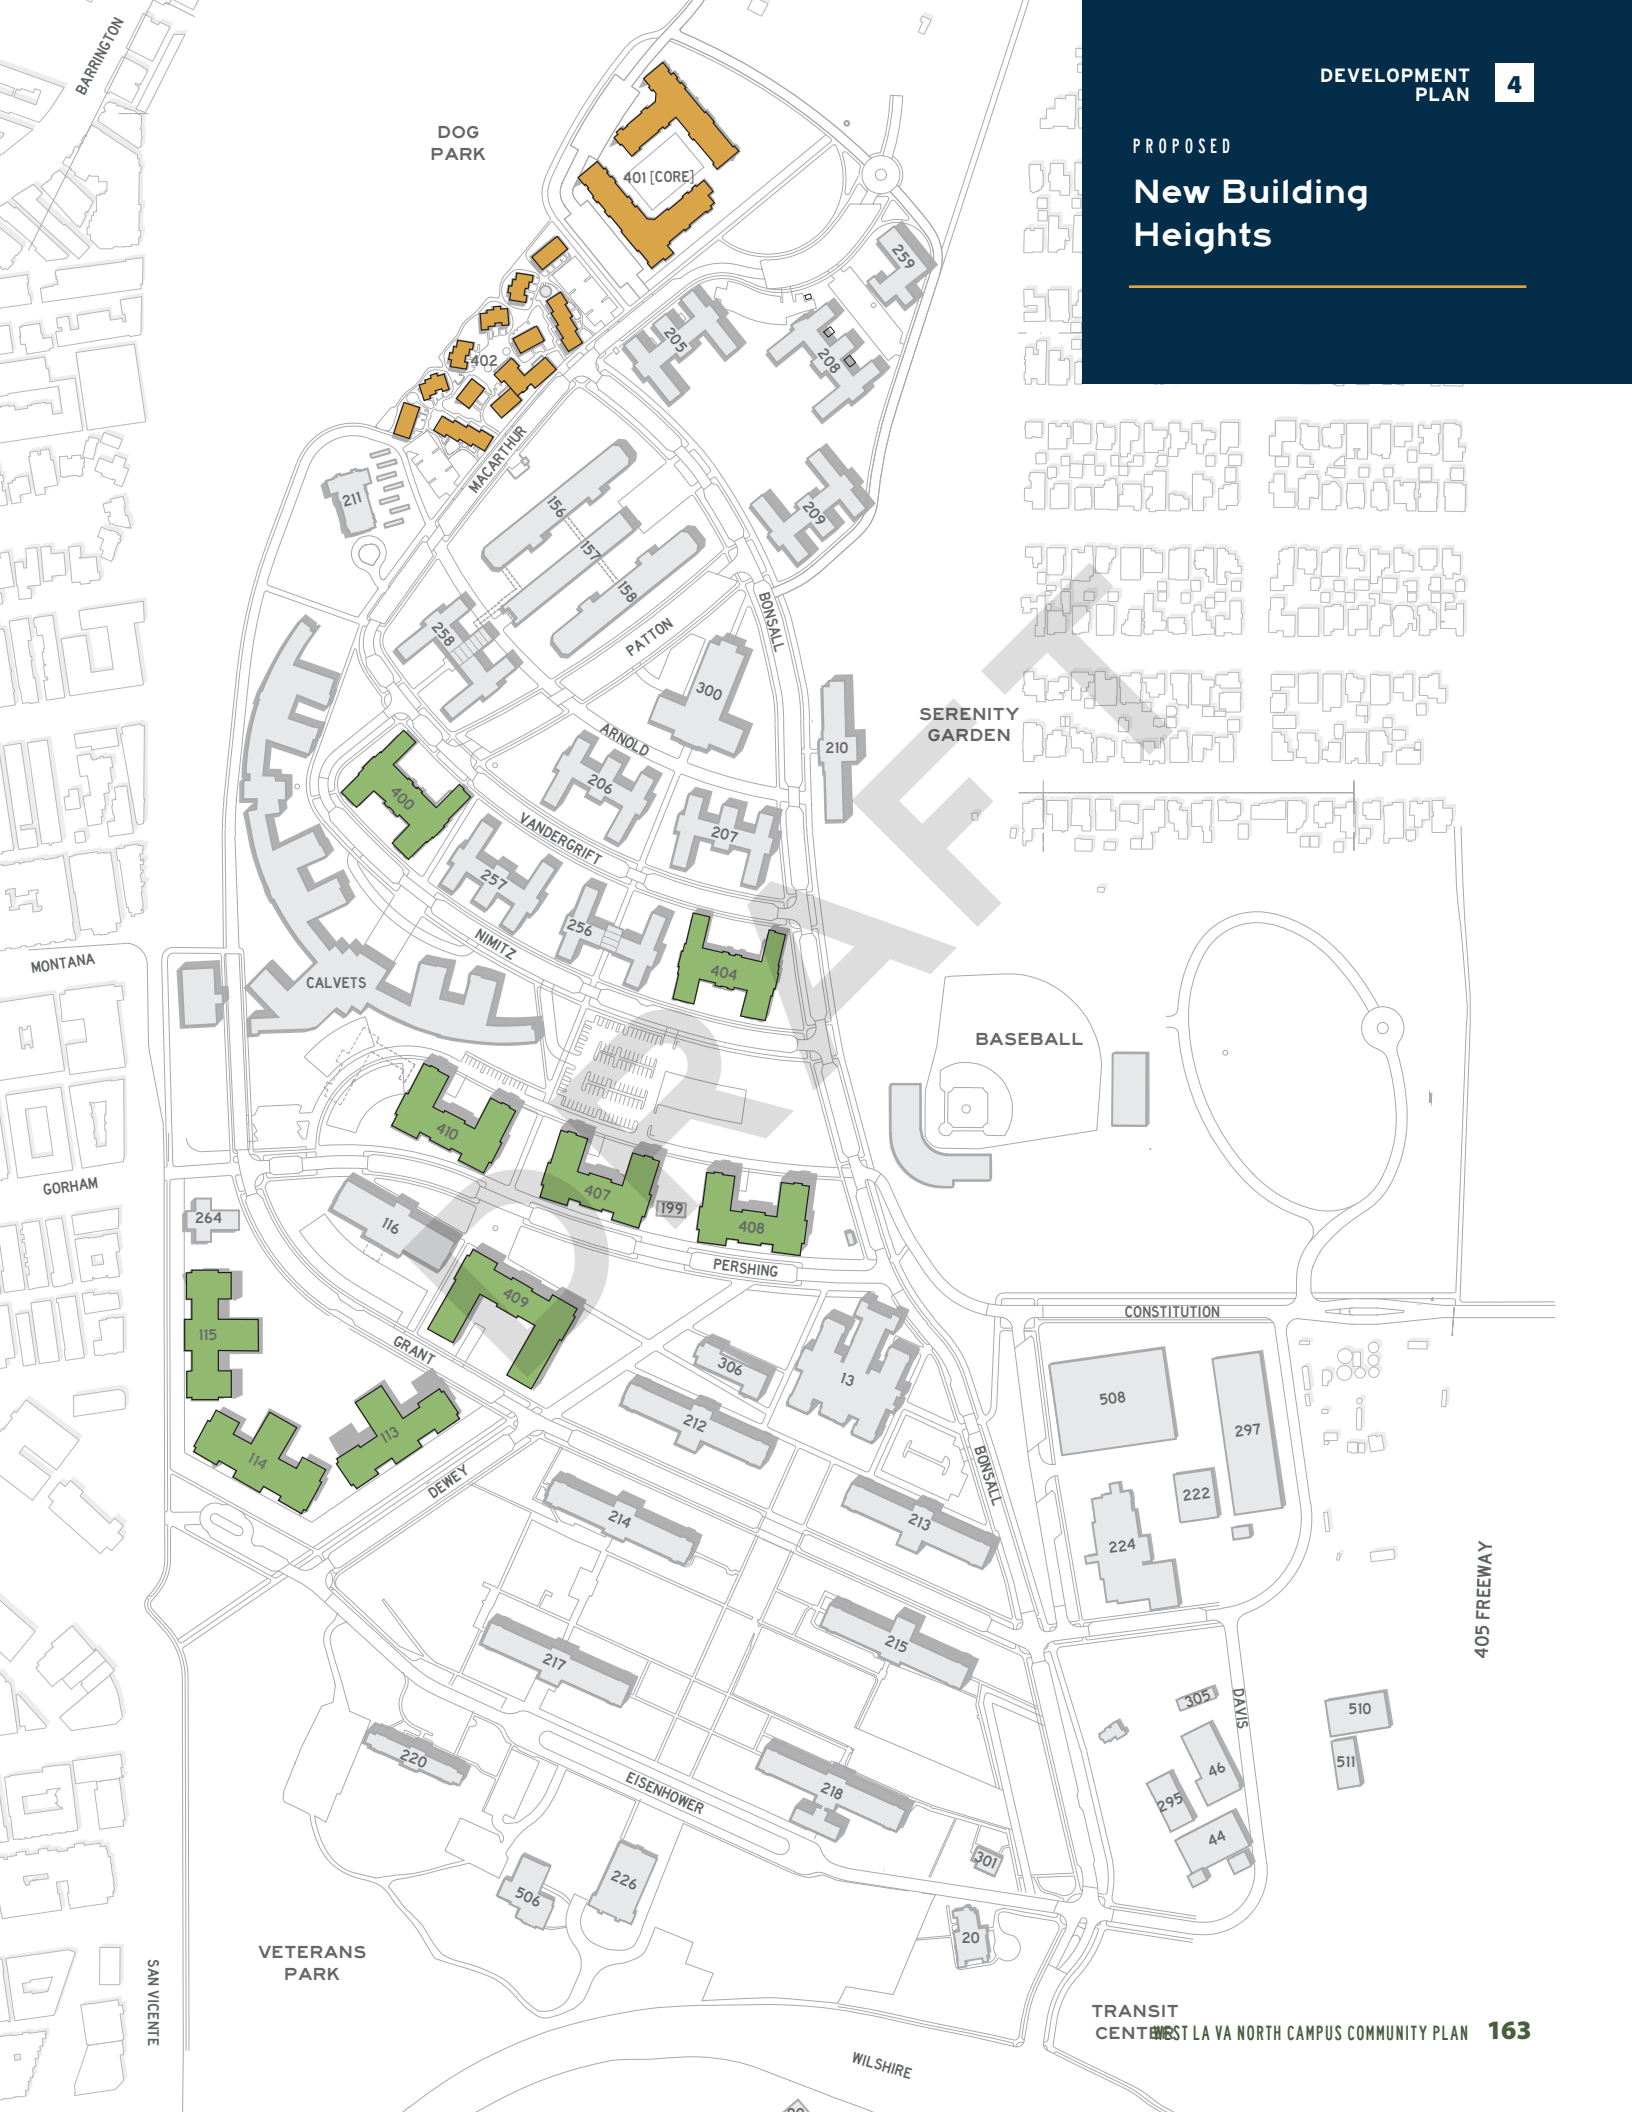 DEVELOPMENT
PLAN
4
PROPOSED
New Building
Heights
BARRINGTON
DOG
PARK
401 [CORE]
259
205
208
402
MACARTHUR
211
156
157
158
209
258
PATTON
BONSALL
300
ARNOLD
210
SERENITY
GARDEN
206
400
207
VANDERGRIFT
257
256
NIMITZ
404
MONTANA
CALVETS
BASEBALL
410
407
199
408
GORHAM
264
116
PERSHING
409
CONSTITUTION
115
GRANT
306
13
508
297
212
114
113
DEWEY
BONSALL
222
214
213
224
405 FREEWAY
215
217
305
DAVIS
510
511
46
220
218
295
44
EISENHOWER
301
226
506
20
VETERANS
PARK
SAN VICENTE
TRANSIT
CENTER
WEST LA VA NORTH CAMPUS COMMUNITY PLAN 163
WILSHIRE
DRAFT